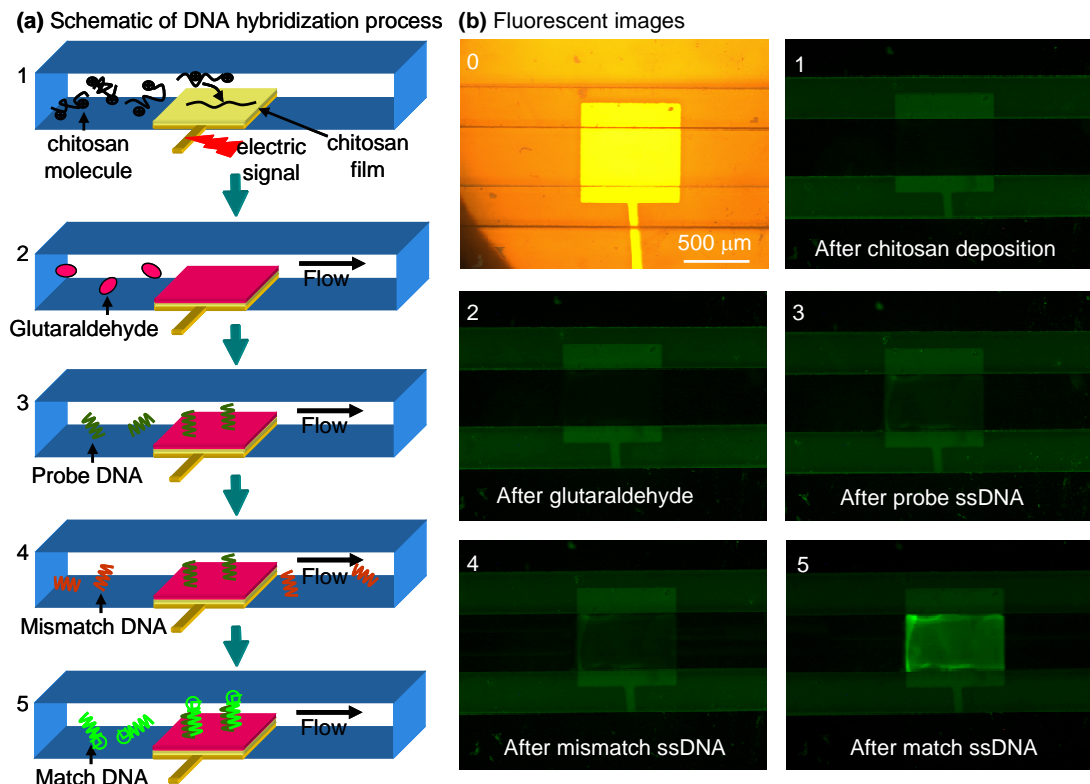 (a) Schematic of DNA hybridization process
1
chitosan
molecule
electric
signal
chitosan
film
2
Glutaraldehyde
Flow
3
Probe DNA
Flow
4
Mismatch DNA
Flow
5
Match DNA
Flow
(b) Fluorescent images
0
500 μm
1
After chitosan deposition
2
After glutaraldehyde
3
After probe ssDNA
4
After mismatch ssDNA
5
After match ssDNA